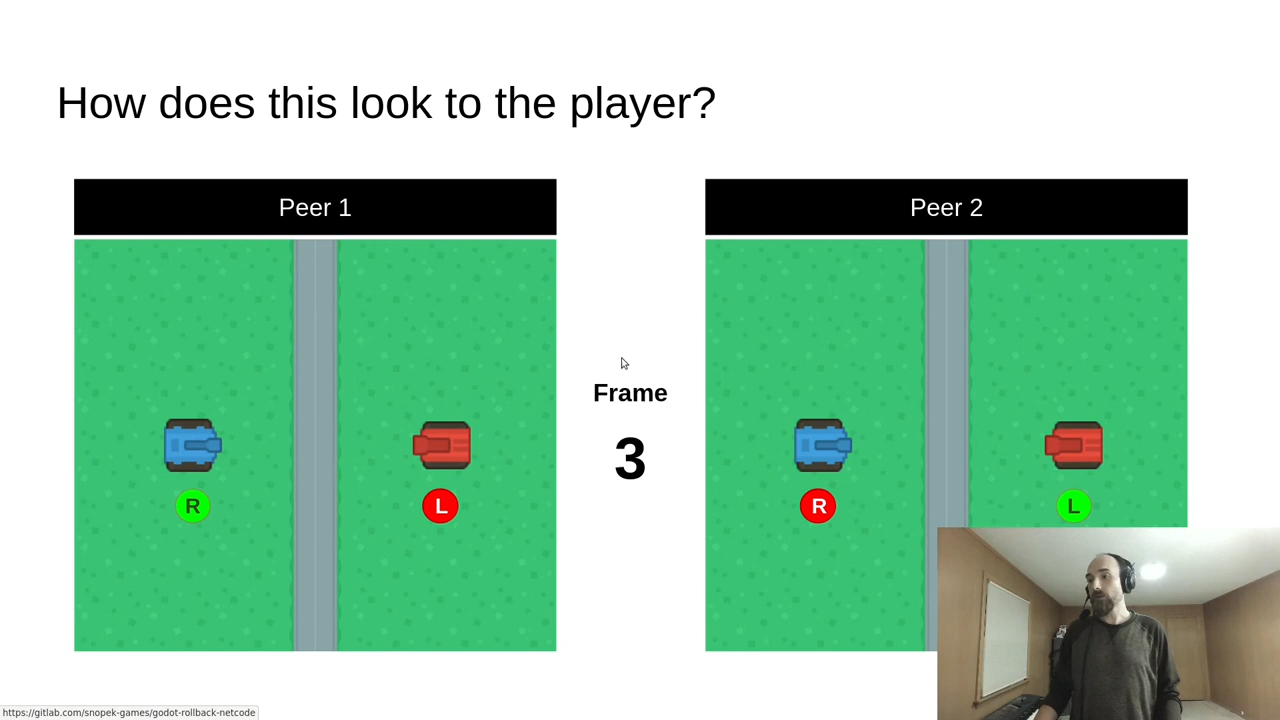 How does this look to the player?
Peer 1
Peer 2
Frame
3
R
L
R
L
https://gitlab.com/snopek-games/godot-rollback-netcode